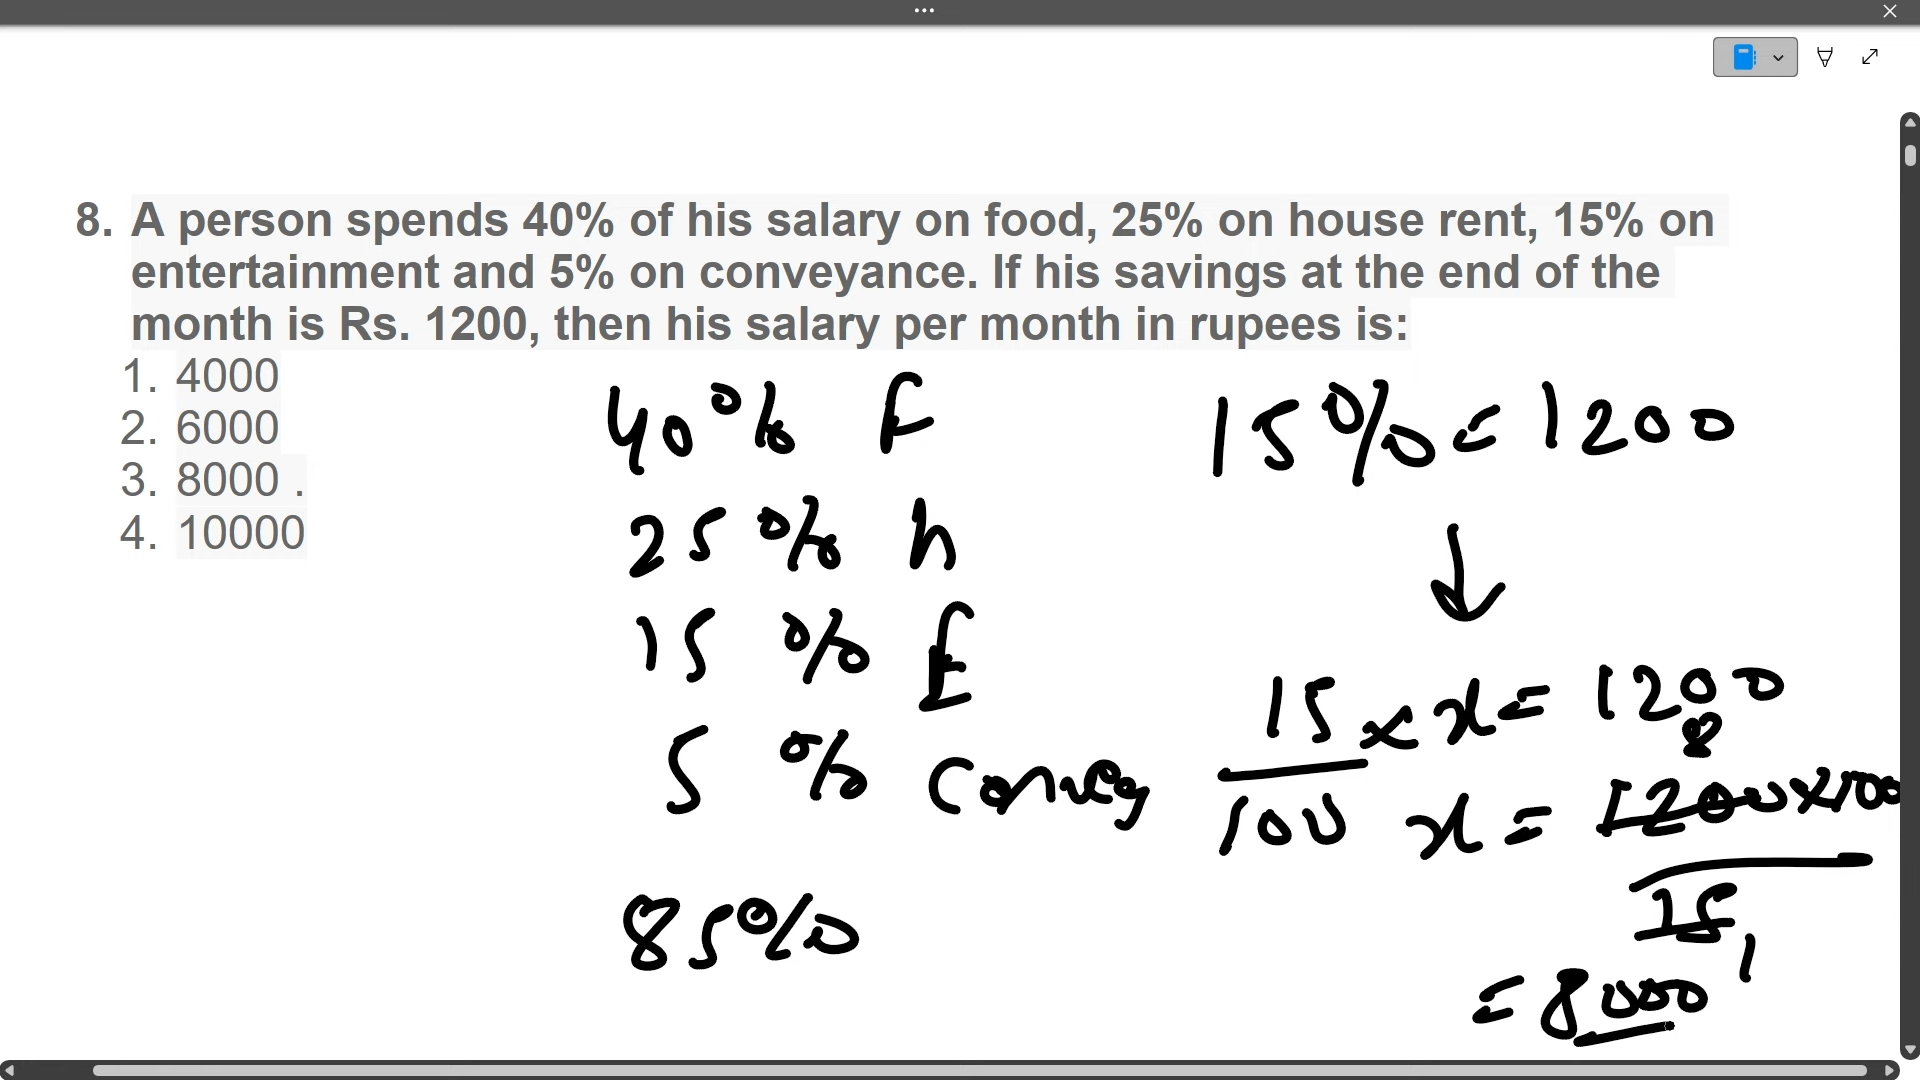 8. A person spends 40% of his salary on food, 25% on house rent, 15% on
entertainment and 5% on conveyance. If his savings at the end of the
month is Rs. 1200, then his salary per month in rupees is:
1. 4000
2. 6000
3. 8000 .
4. 10000
40% F
25% h
15% E
5% Convey
85%
15% = 1200
↓
15/100 × x = 1200
8
x = 1200×100
15
1
= 8000